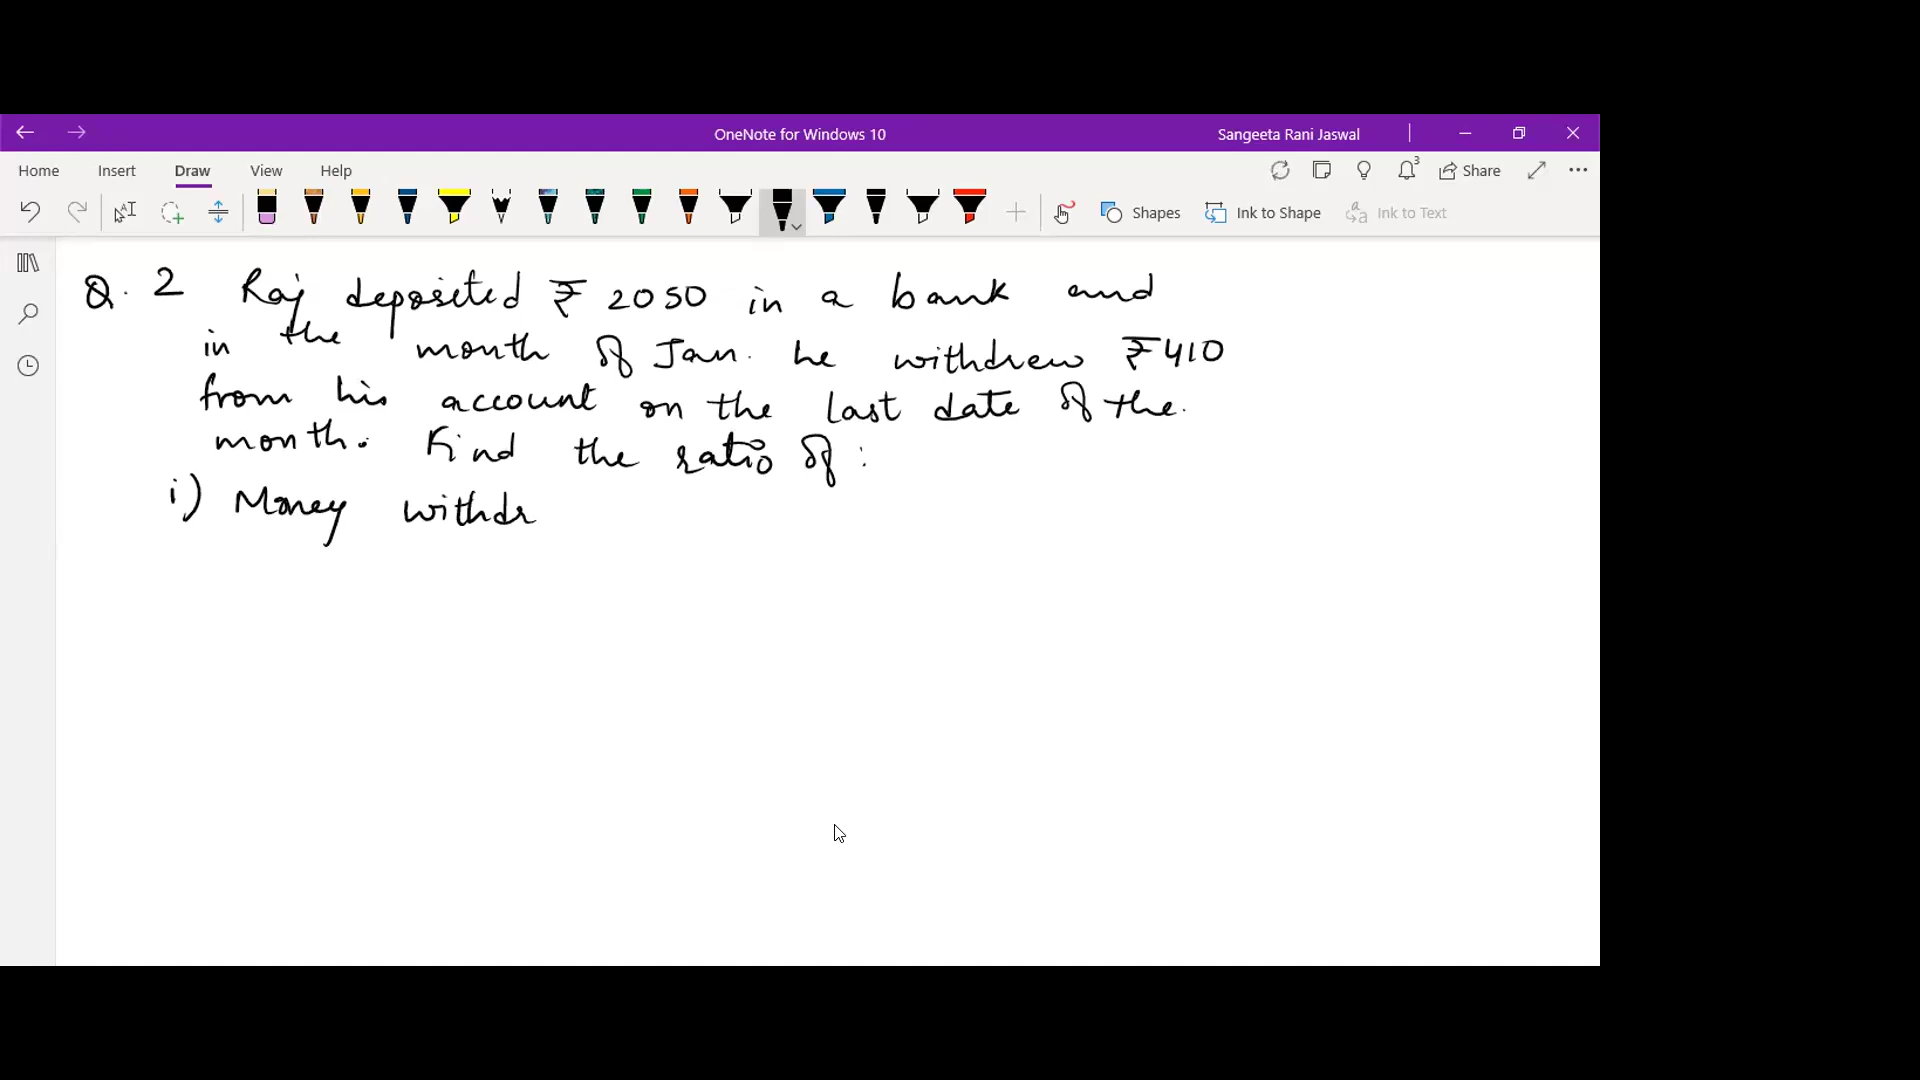 OneNote for Windows 10
Sangeeta Rani Jaswal
Home Insert Draw View Help
3
Share
Shapes Ink to Shape Ink to Text
Q. 2 Raj deposited ₹ 2050 in a bank and
in the month of Jan. he withdrew ₹410
from his account on the last date of the.
month. Find the ratio of :
i) Money withdr